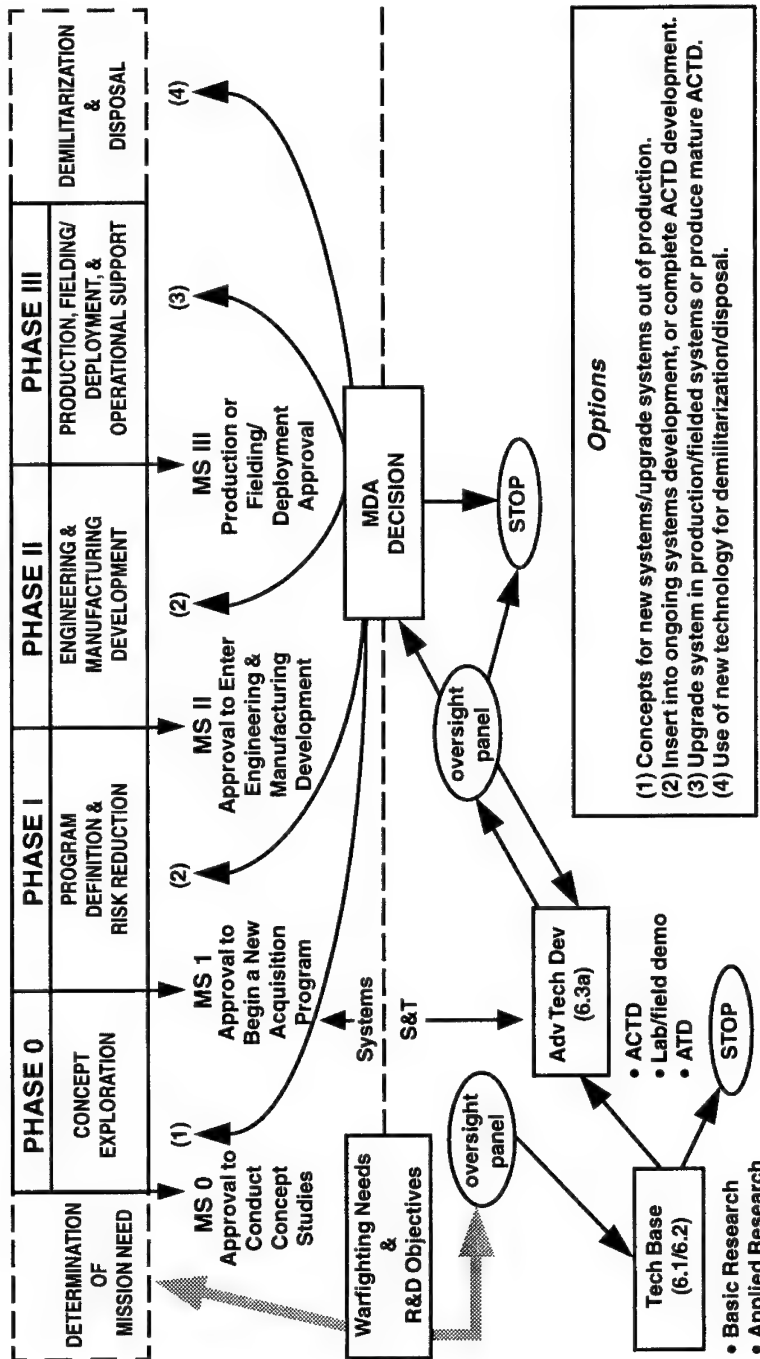 DETERMINATION
OF
MISSION NEED
PHASE 0
CONCEPT
EXPLORATION
PHASE I
PROGRAM
DEFINITION &
RISK REDUCTION
PHASE II
ENGINEERING &
MANUFACTURING
DEVELOPMENT
PHASE III
PRODUCTION, FIELDING/
DEPLOYMENT, &
OPERATIONAL SUPPORT
DEMILITARIZATION
&
DISPOSAL
MS 0
Approval to
Conduct
Concept
Studies
(1)
MS 1
Approval to
Begin a New
Acquisition
Program
(2)
MS II
Approval to Enter
Engineering &
Manufacturing
Development
(2)
MS III
Production or
Fielding/
Deployment
Approval
(3)
(4)
Warfighting Needs
&
R&D Objectives
Systems
S&T
MDA
DECISION
oversight
panel
oversight
panel
STOP
Tech Base
(6.1/6.2)
• Basic Research
• Applied Research
Adv Tech Dev
(6.3a)
• ACTD
• Lab/field demo
• ATD
STOP
Options
(1) Concepts for new systems/upgrade systems out of production.
(2) Insert into ongoing systems development, or complete ACTD development.
(3) Upgrade system in production/fielded systems or produce mature ACTD.
(4) Use of new technology for demilitarization/disposal.